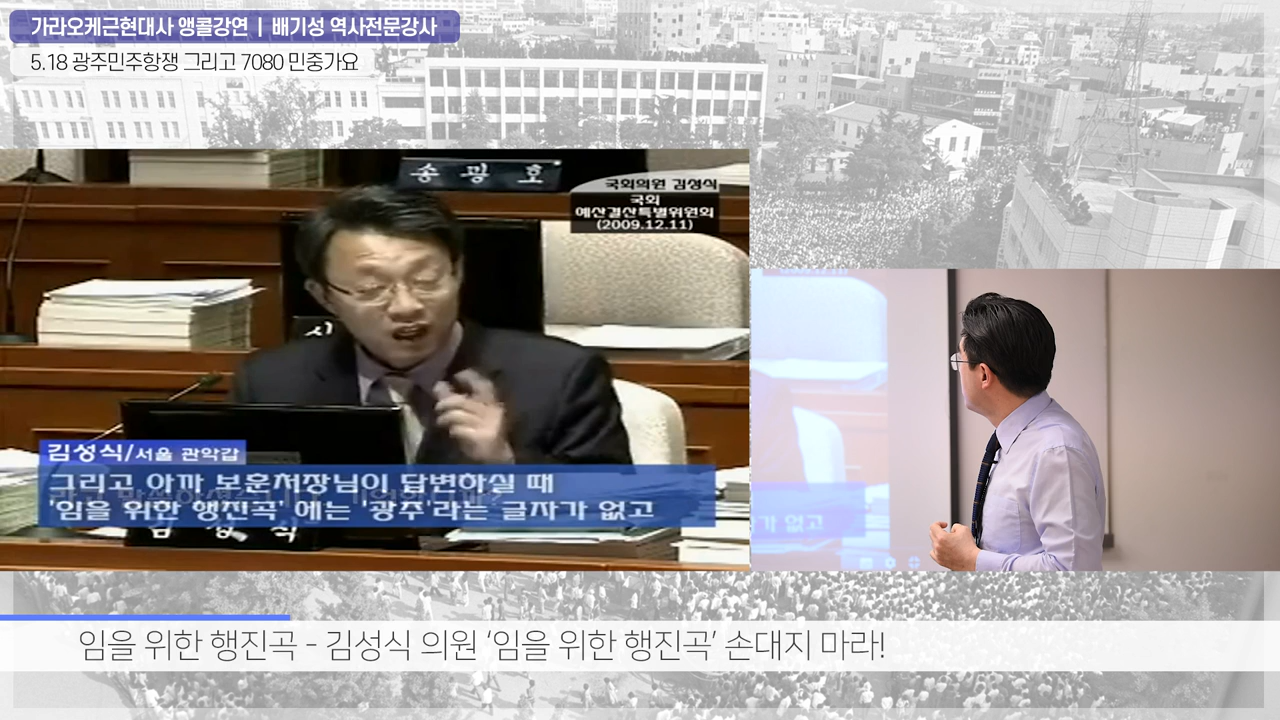 가라오케근현대사 앵콜강연 | 배기성 역사전문강사
5.18 광주민주항쟁 그리고 7080 민중가요
송광호
국회의원 김성식
국회
예산결산특별위원회
(2009.12.11)
김성식/서울 관악갑
그리고 아까 보훈처장님이 답변하실 때
'임을 위한 행진곡' 에는 '광주'라는 글자가 없고
가 없고
임을 위한 행진곡 - 김성식 의원 ‘임을 위한 행진곡’ 손대지 마라!